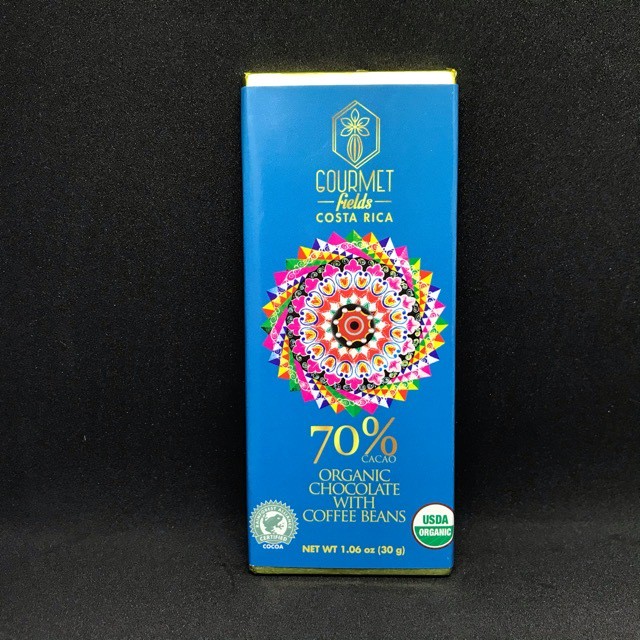 GOURMET
fields
COSTA RICA
70%
CACAO
ORGANIC
CHOCOLATE
WITH
COFFEE BEANS
CERTIFIED
COCOA
USDA
ORGANIC
NET WT 1.06 oz (30 g)